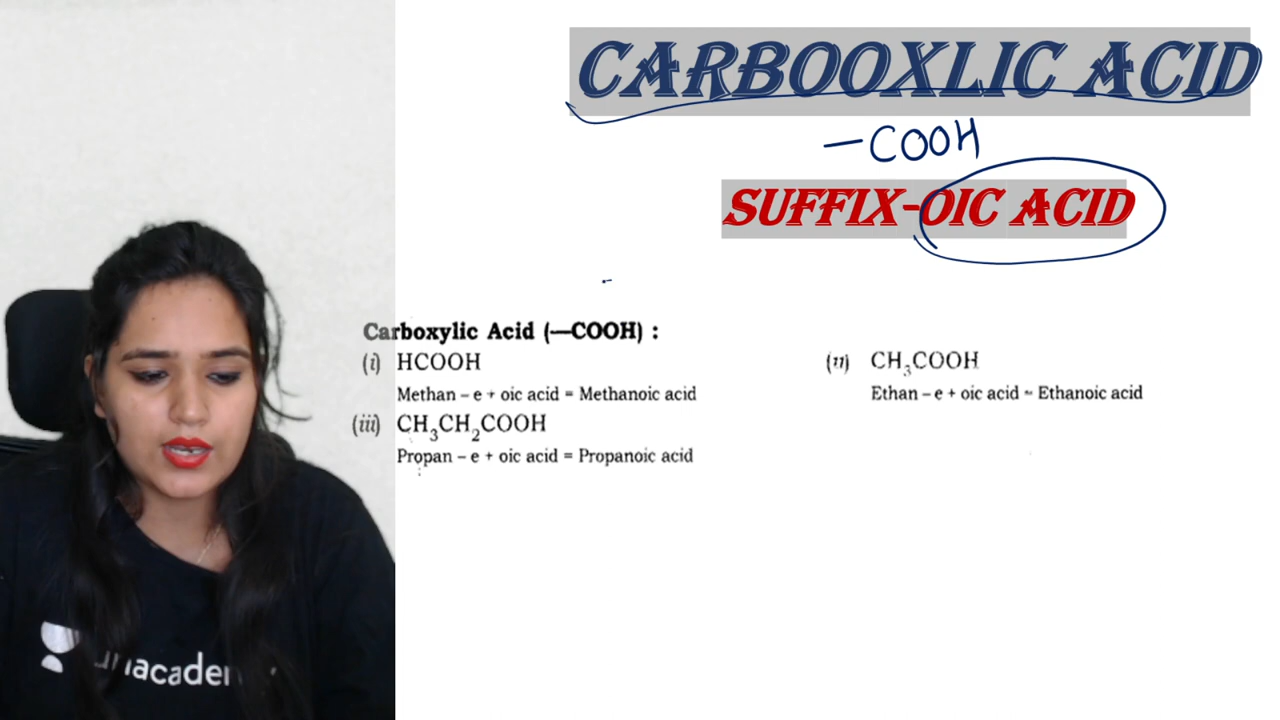 CARBOOXLIC ACID
—COOH
SUFFIX-OIC ACID
Carboxylic Acid (—COOH) :
(i) HCOOH
Methan – e + oic acid = Methanoic acid
(ii) CH₃COOH
Ethan – e + oic acid = Ethanoic acid
(iii) CH₃CH₂COOH
Propan – e + oic acid = Propanoic acid